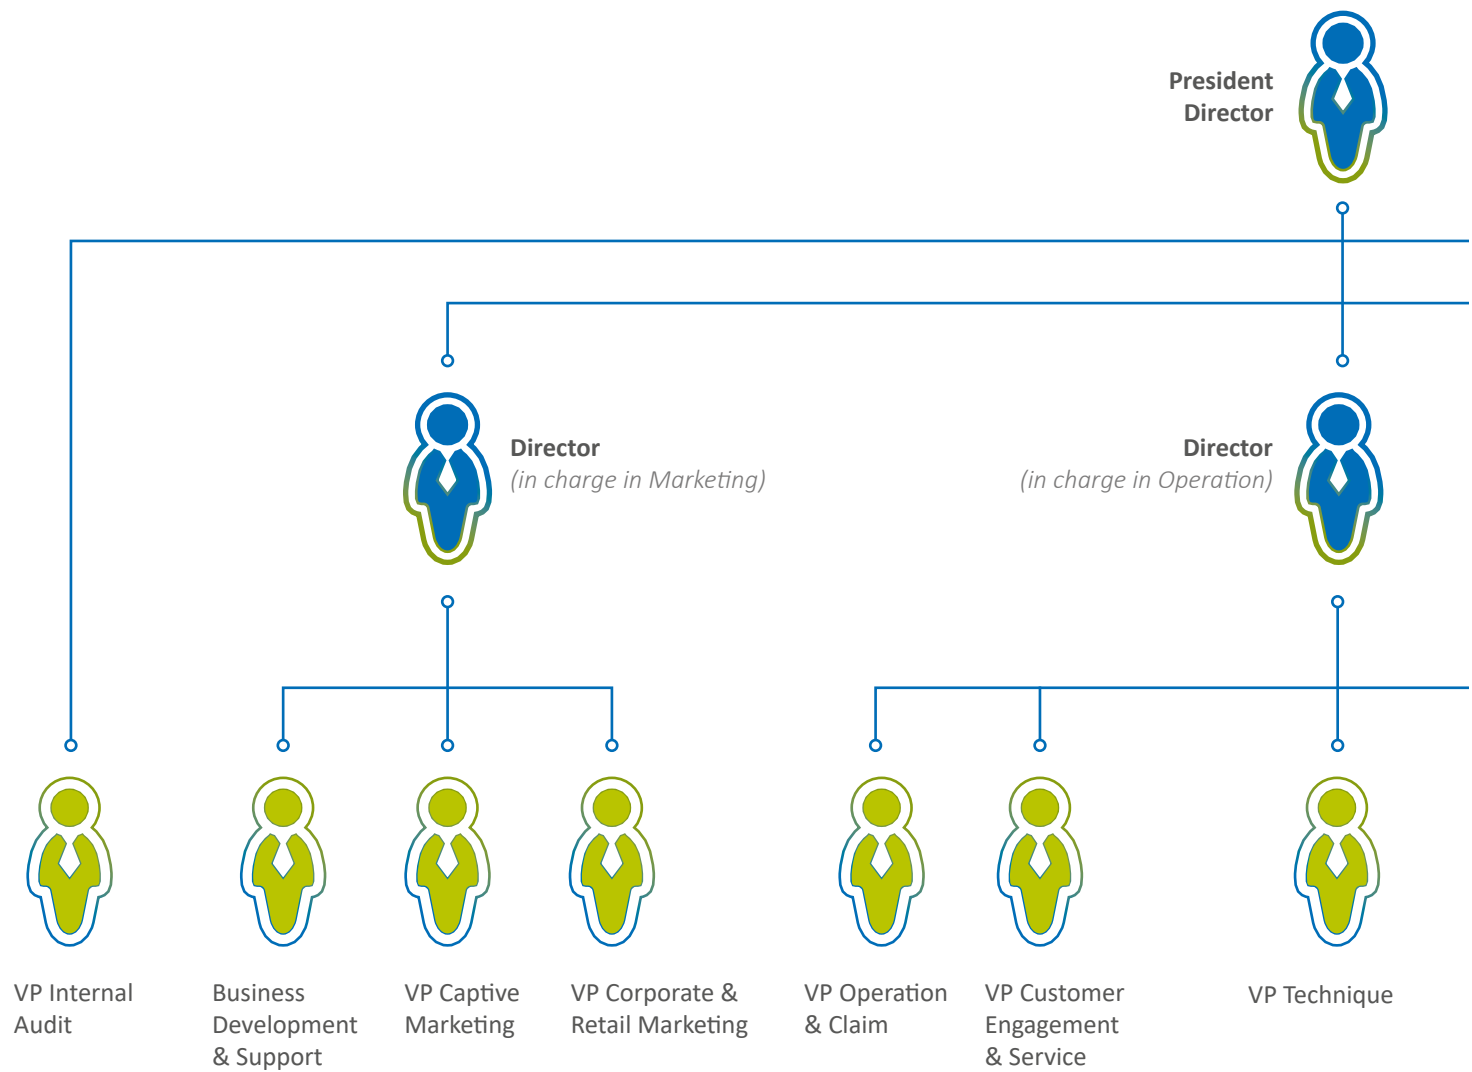 President
Director
Director
(in charge in Marketing)
Director
(in charge in Operation)
VP Internal
Audit
Business
Development
& Support
VP Captive
Marketing
VP Corporate &
Retail Marketing
VP Operation
& Claim
VP Customer
Engagement
& Service
VP Technique